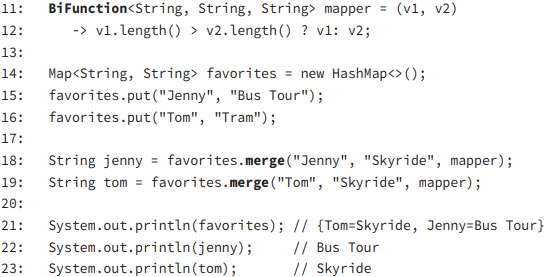 11: BiFunction<String, String, String> mapper = (v1, v2)
12: -> v1.length() > v2.length() ? v1: v2;
13:
14: Map<String, String> favorites = new HashMap<>();
15: favorites.put("Jenny", "Bus Tour");
16: favorites.put("Tom", "Tram");
17:
18: String jenny = favorites.merge("Jenny", "Skyride", mapper);
19: String tom = favorites.merge("Tom", "Skyride", mapper);
20:
21: System.out.println(favorites); // {Tom=Skyride, Jenny=Bus Tour}
22: System.out.println(jenny); // Bus Tour
23: System.out.println(tom); // Skyride